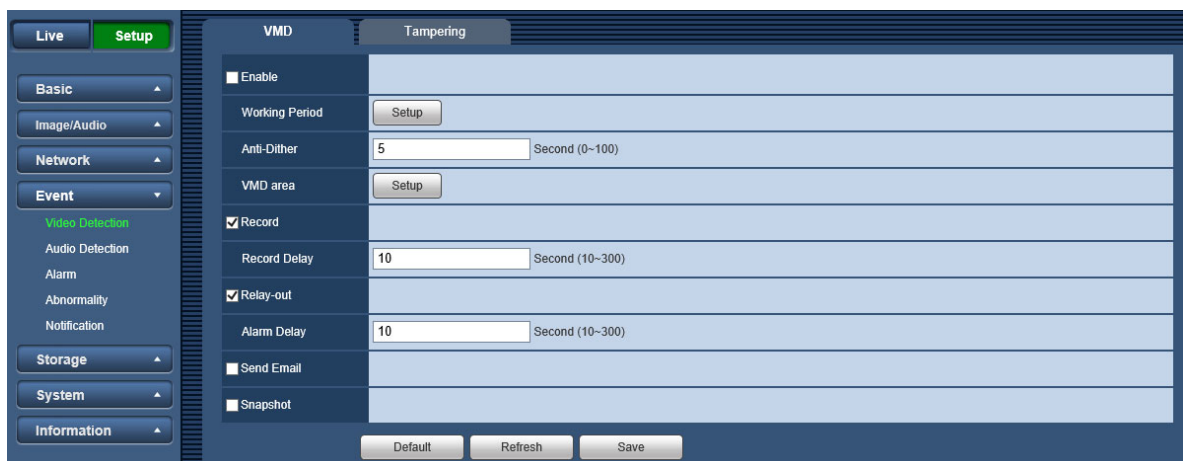 Live Setup
VMD Tampering
Basic
Image/Audio
Network
Event
Video Detection
Audio Detection
Alarm
Abnormality
Notification
Storage
System
Information
Enable
Working Period Setup
Anti-Dither 5 Second (0~100)
VMD area Setup
Record
Record Delay 10 Second (10~300)
Relay-out
Alarm Delay 10 Second (10~300)
Send Email
Snapshot
Default Refresh Save